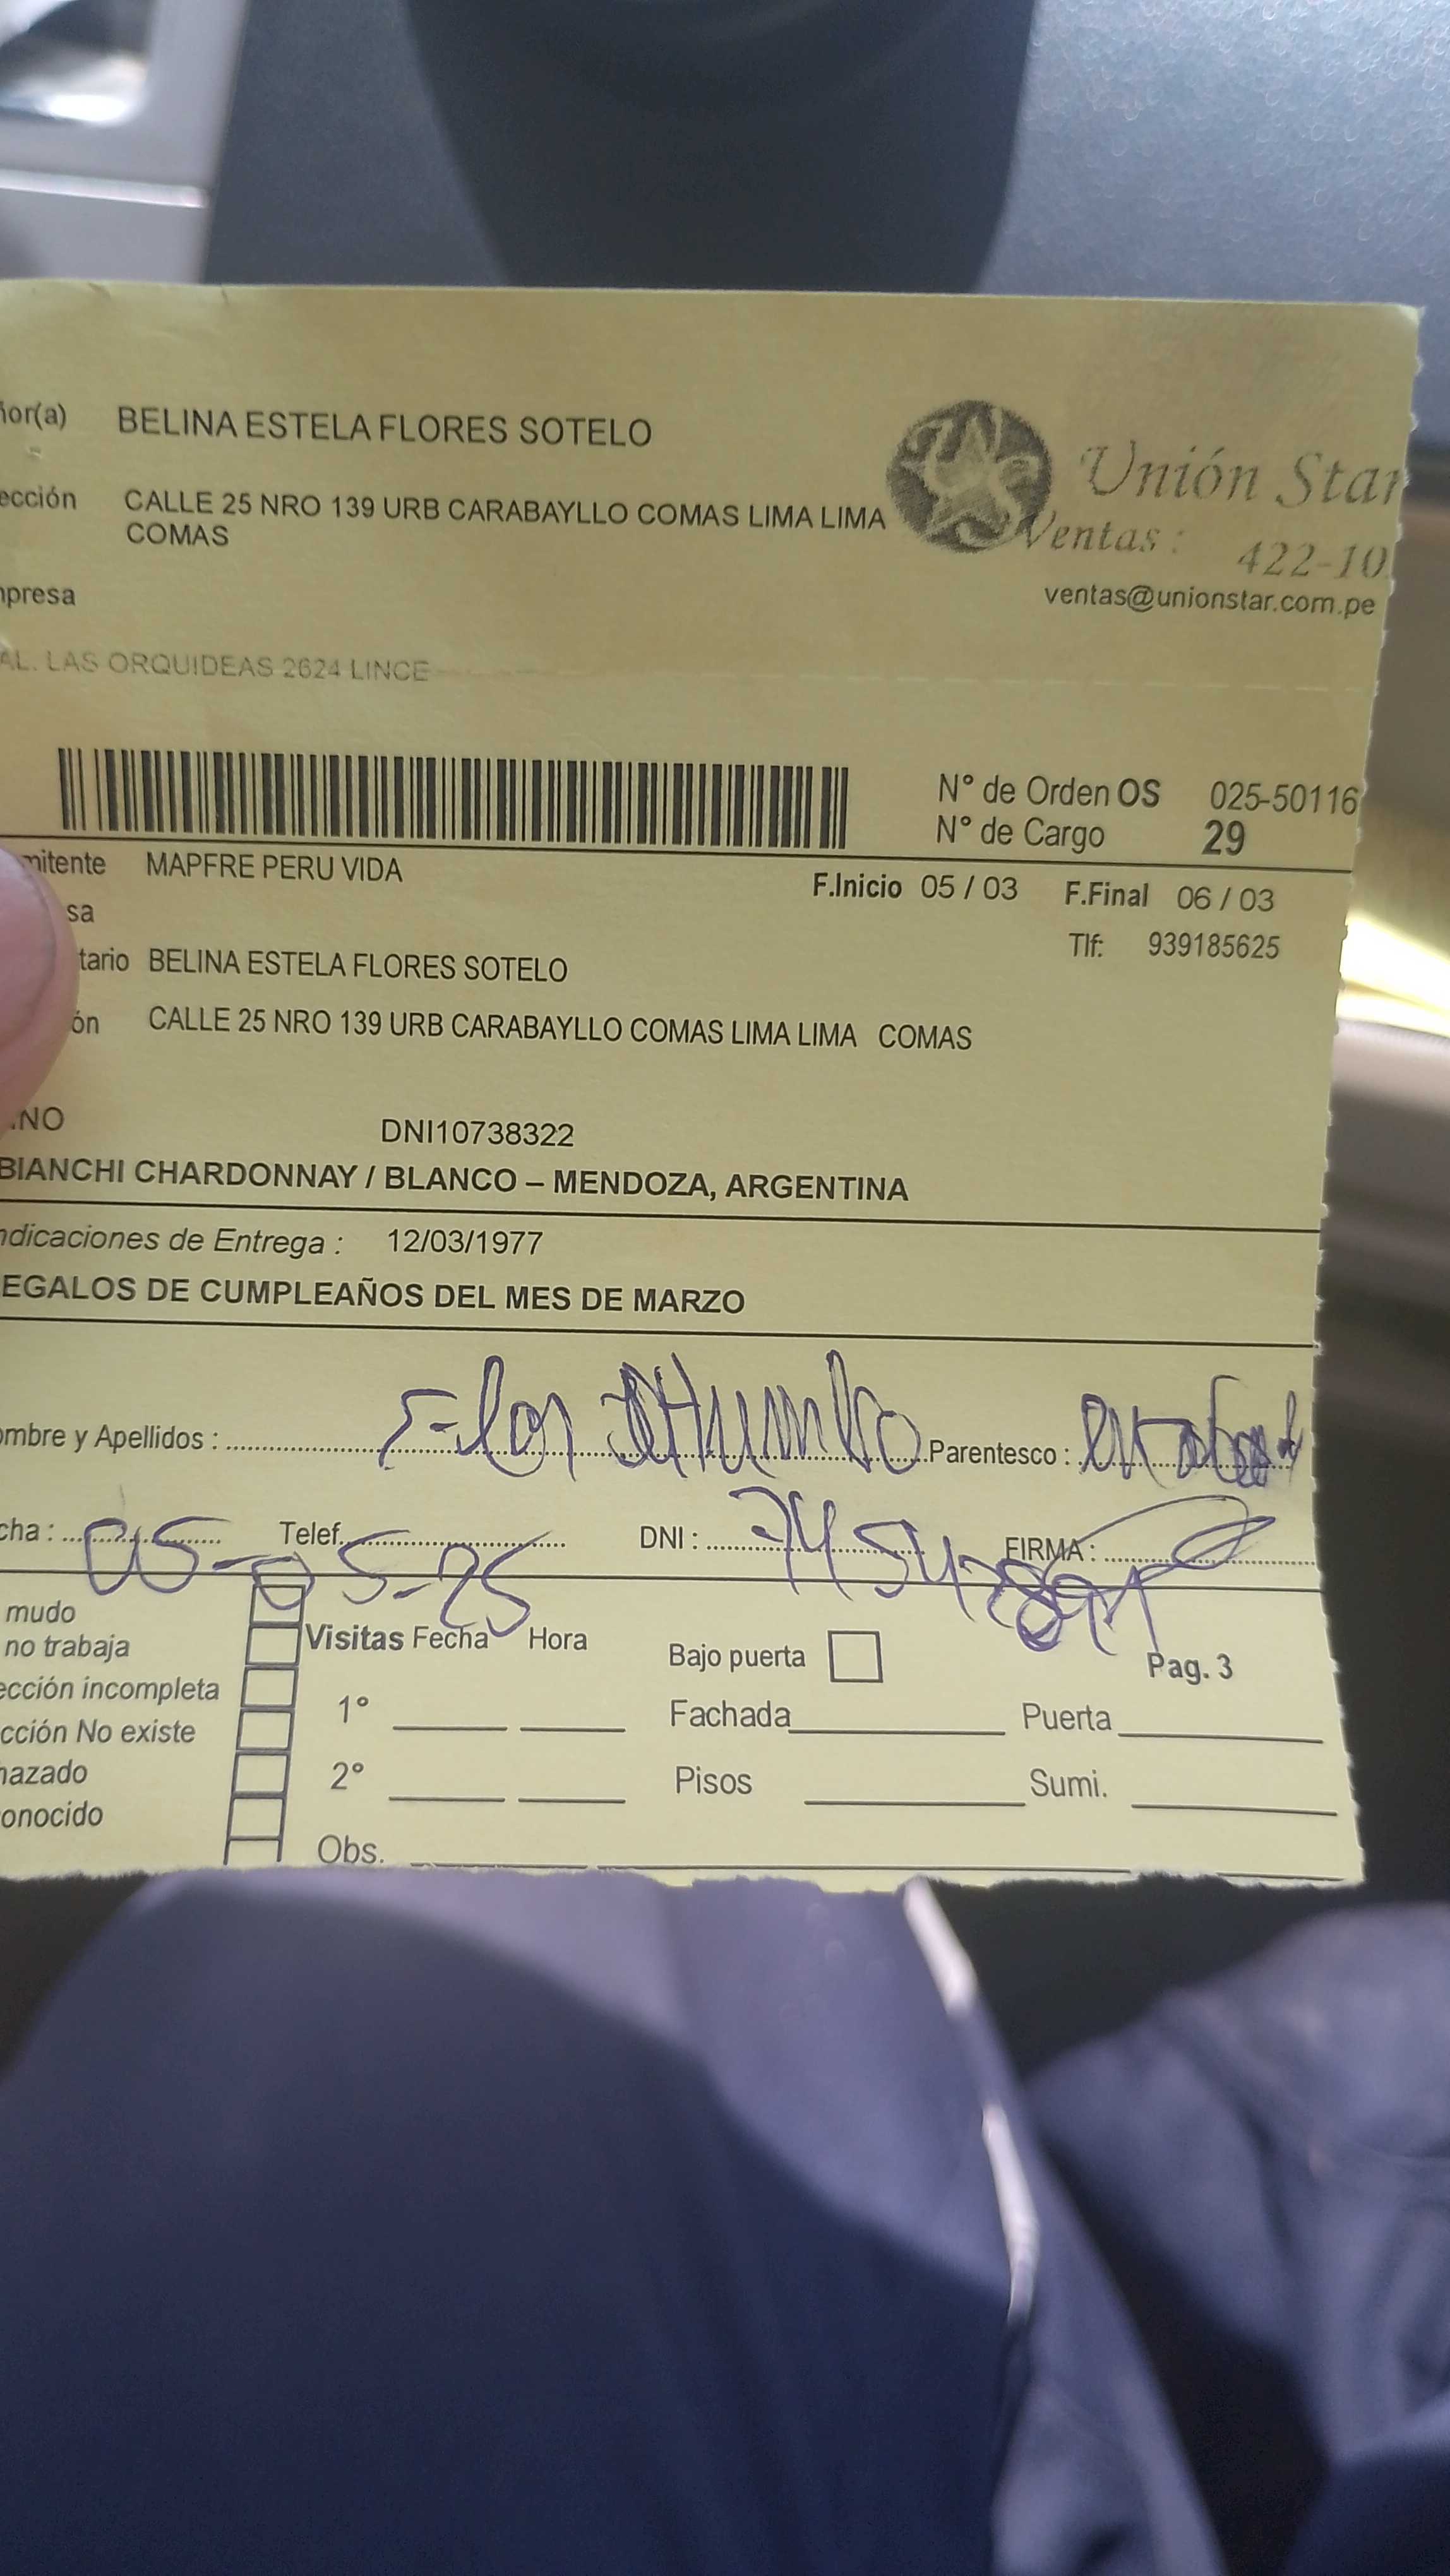 ñor(a) BELINA ESTELA FLORES SOTELO
ección CALLE 25 NRO 139 URB CARABAYLLO COMAS LIMA LIMA
COMAS
Unión Star
Ventas : 422-10
ventas@unionstar.com.pe
mpresa
AL. LAS ORQUIDEAS 2624 LINCE
N° de Orden OS 025-50116
N° de Cargo 29
mitente MAPFRE PERU VIDA
F.Inicio 05 / 03 F.Final 06 / 03
sa
Tlf: 939185625
tario BELINA ESTELA FLORES SOTELO
ón CALLE 25 NRO 139 URB CARABAYLLO COMAS LIMA LIMA COMAS
.NO DNI10738322
BIANCHI CHARDONNAY / BLANCO – MENDOZA, ARGENTINA
ndicaciones de Entrega : 12/03/1977
EGALOS DE CUMPLEAÑOS DEL MES DE MARZO
ombre y Apellidos : Parentesco :
cha : 05-05-25 Telef. DNI : FIRMA :
mudo
no trabaja
Visitas Fecha Hora
Bajo puerta
Pag. 3
ección incompleta
1°
Fachada
Puerta
cción No existe
hazado
2°
Pisos
Sumi.
onocido
Obs.